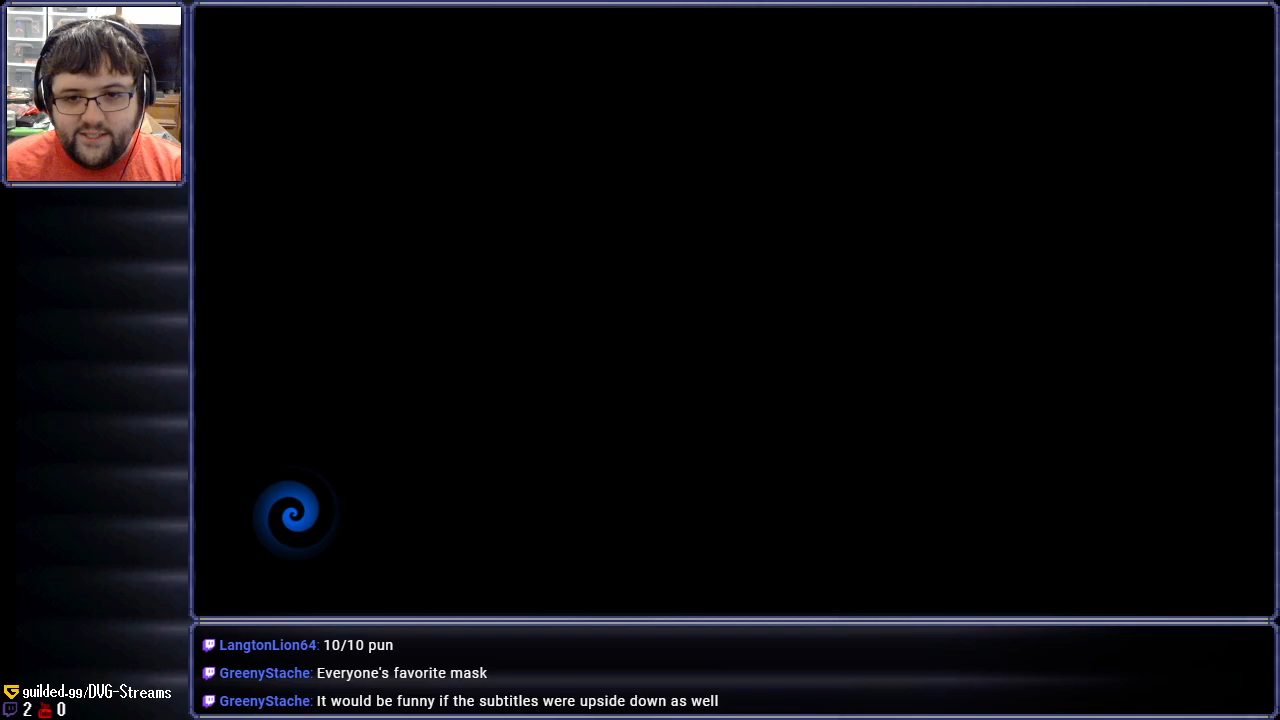 LangtonLion64: 10/10 pun
GreenyStache: Everyone's favorite mask
GreenyStache: It would be funny if the subtitles were upside down as well
guilded.gg/DVG-Streams
2 0